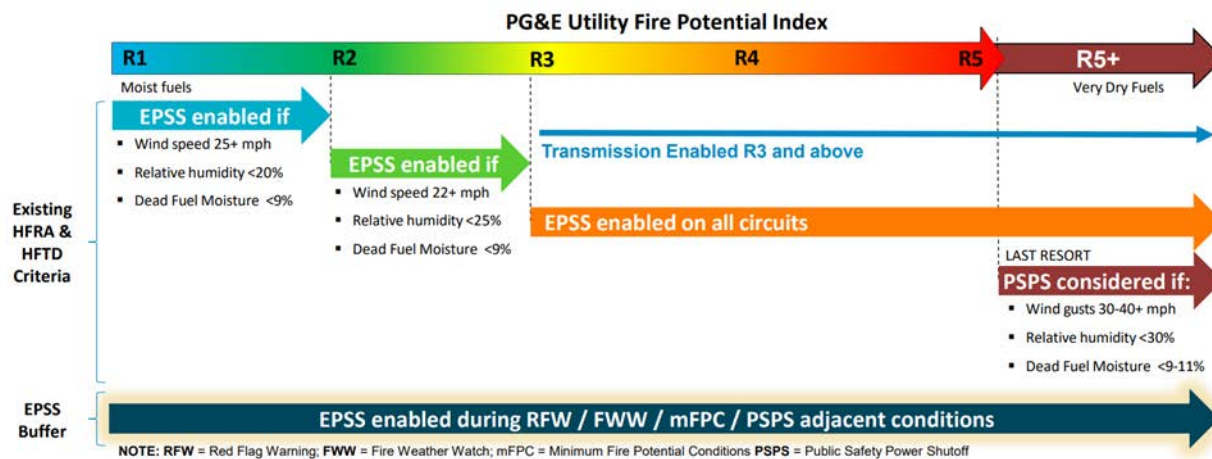 PG&E Utility Fire Potential Index
R1 R2 R3 R4 R5 R5+
Moist fuels
Very Dry Fuels
Existing
HFRA &
HFTD
Criteria
EPSS enabled if
▪ Wind speed 25+ mph
▪ Relative humidity <20%
▪ Dead Fuel Moisture <9%
EPSS enabled if
▪ Wind speed 22+ mph
▪ Relative humidity <25%
▪ Dead Fuel Moisture <9%
Transmission Enabled R3 and above
EPSS enabled on all circuits
LAST RESORT
PSPS considered if:
▪ Wind gusts 30-40+ mph
▪ Relative humidity <30%
▪ Dead Fuel Moisture <9-11%
EPSS
Buffer
EPSS enabled during RFW / FWW / mFPC / PSPS adjacent conditions
NOTE: RFW = Red Flag Warning; FWW = Fire Weather Watch; mFPC = Minimum Fire Potential Conditions PSPS = Public Safety Power Shutoff